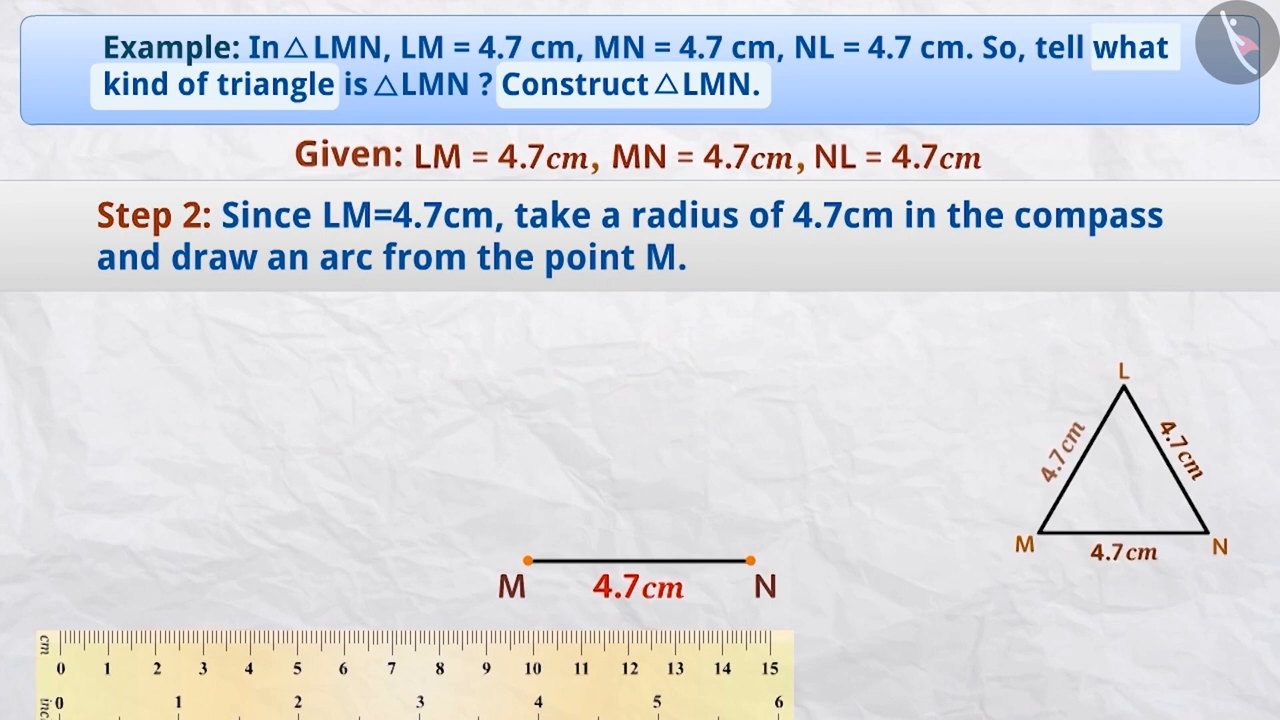 Example: In △ LMN, LM = 4.7 cm, MN = 4.7 cm, NL = 4.7 cm. So, tell what
kind of triangle is △LMN ? Construct △LMN.
Given: LM = 4.7cm, MN = 4.7cm, NL = 4.7cm
Step 2: Since LM=4.7cm, take a radius of 4.7cm in the compass
and draw an arc from the point M.
L
4.7cm
4.7cm
M
N
4.7cm
M
4.7cm
N
cm
0 1 2 3 4 5 6 7 8 9 10 11 12 13 14 15
0 1 2 3 4 5 6